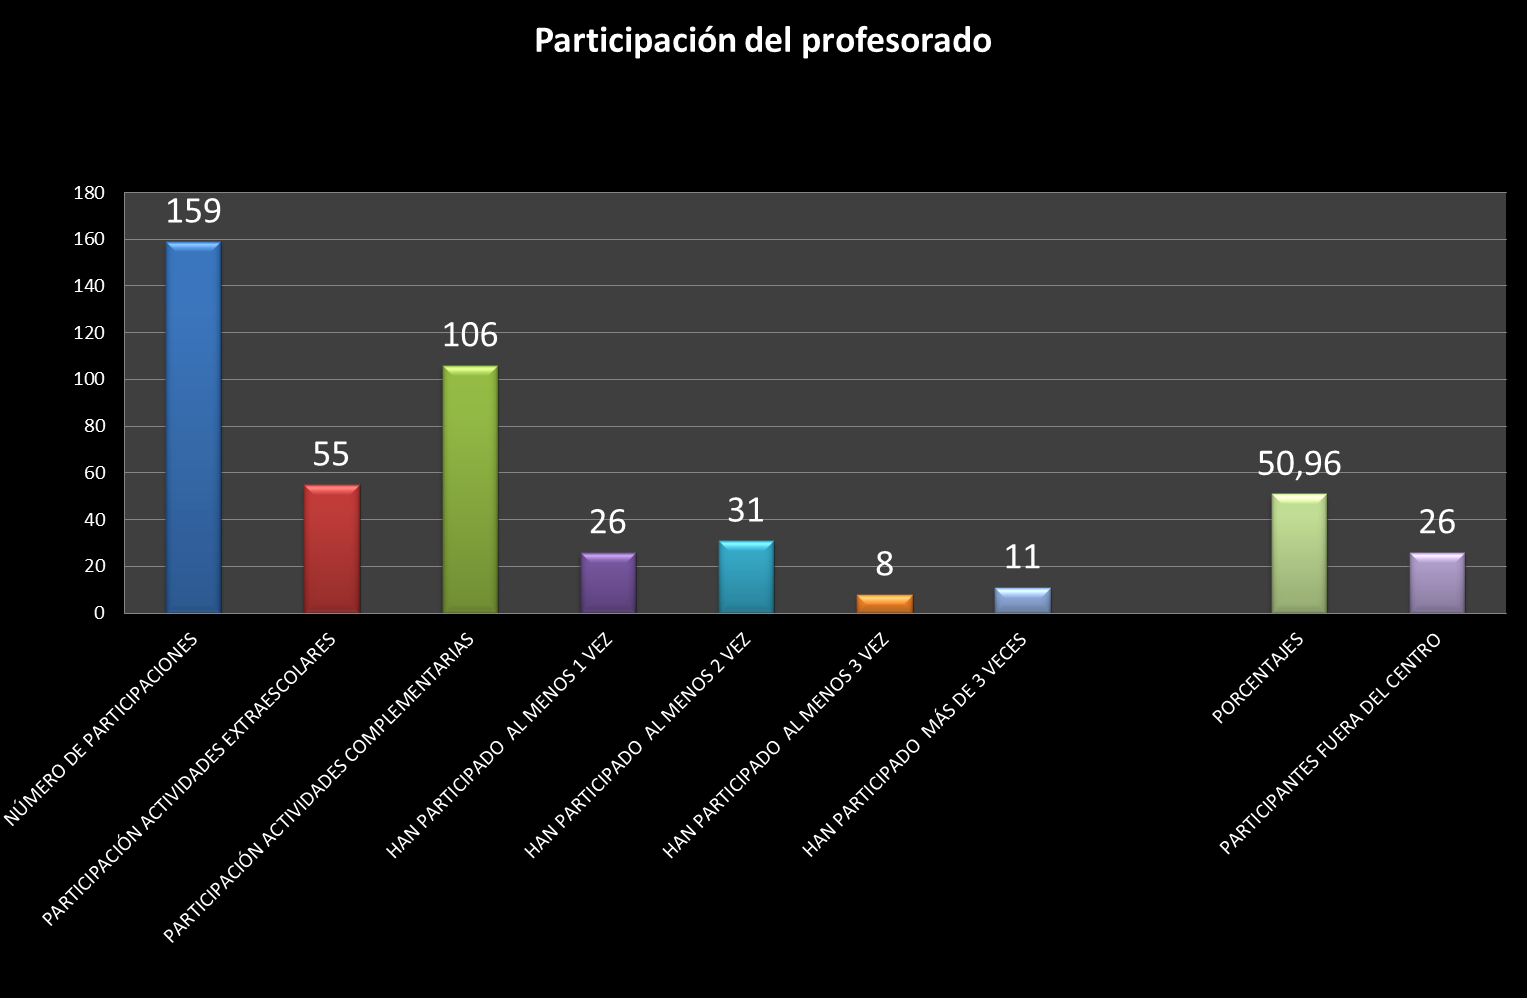 Participación del profesorado
180
160
140
120
100
80
60
40
20
0
159
55
106
26
31
8
11
50,96
26
NÚMERO DE PARTICIPACIONES
PARTICIPACIÓN ACTIVIDADES EXTRAESCOLARES
PARTICIPACIÓN ACTIVIDADES COMPLEMENTARIAS
HAN PARTICIPADO AL MENOS 1 VEZ
HAN PARTICIPADO AL MENOS 2 VEZ
HAN PARTICIPADO AL MENOS 3 VEZ
HAN PARTICIPADO MÁS DE 3 VECES
PORCENTAJES
PARTICIPANTES FUERA DEL CENTRO